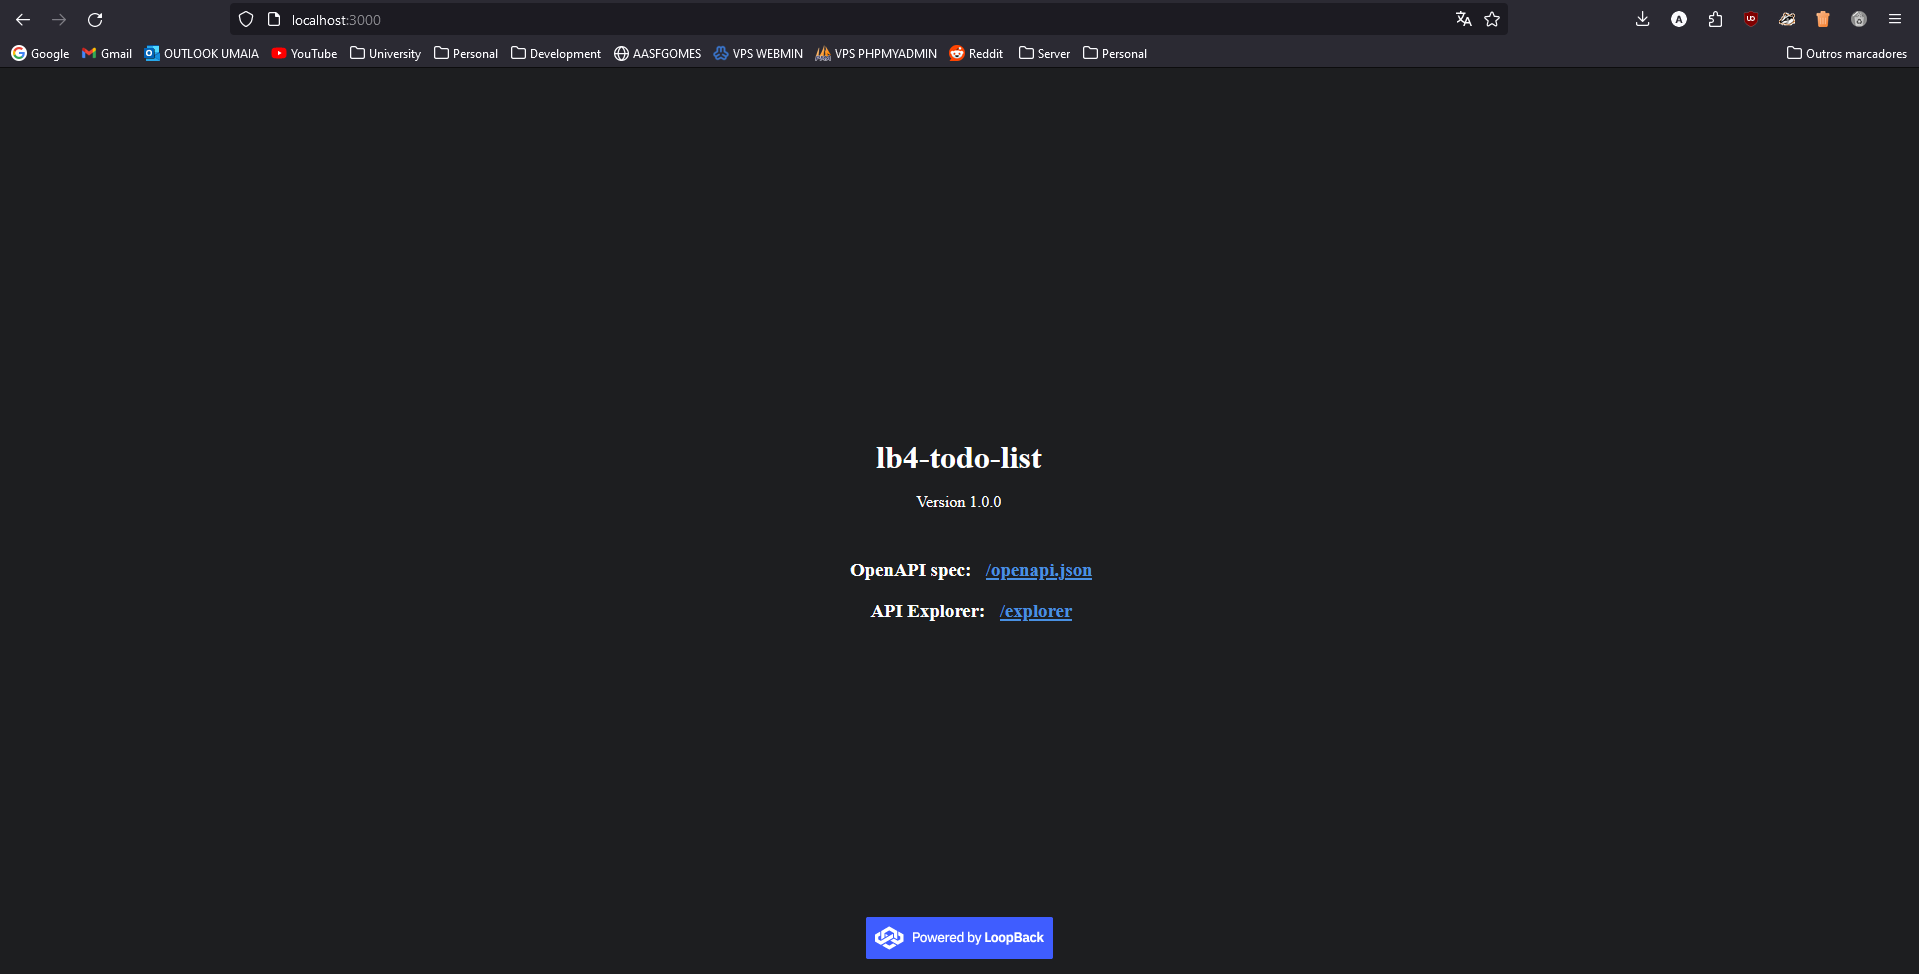 localhost:3000
Google Gmail OUTLOOK UMAIA YouTube University Personal Development AASFGOMES VPS WEBMIN VPS PHPMYADMIN Reddit Server Personal Outros marcadores
lb4-todo-list
Version 1.0.0
OpenAPI spec: /openapi.json
API Explorer: /explorer
Powered by LoopBack